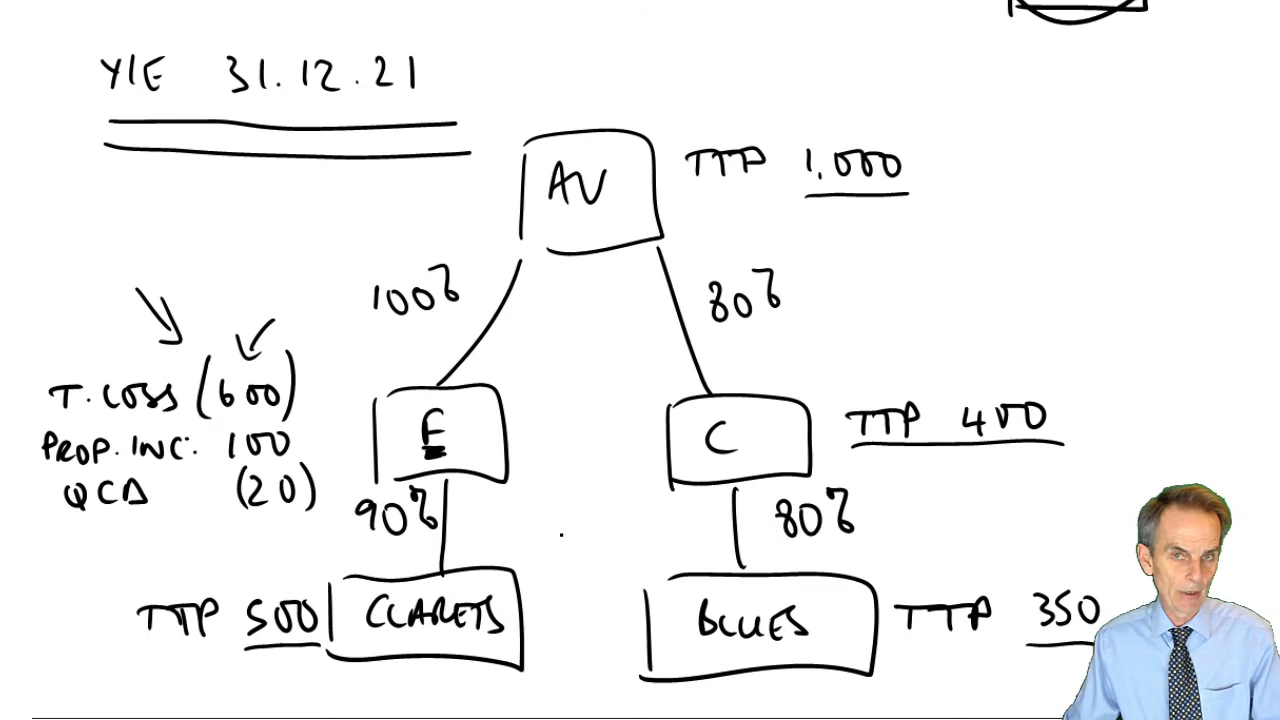 Y/E 31.12.21
AV TTP 1,000
100% 80%
T. LOSS (600)
PROP. INC. 100
QCD (20)
E
C TTP 400
90% 80%
TTP 500 CLARETS
BLUES TTP 350